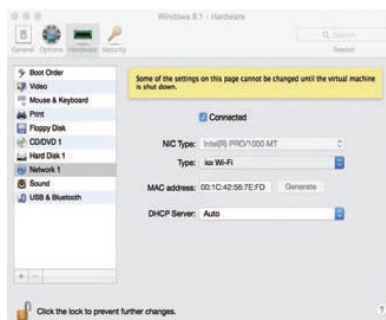 Windows 8.1 - Hardware
General Options Hardware Security
Search
Search
Boot Order
Video
Mouse & Keyboard
Print
Floppy Disk
CD/DVD 1
Hard Disk 1
Network 1
Sound
USB & Bluetooth
Some of the settings on this page cannot be changed until the virtual machine
is shut down.
Connected
NIC Type: Intel(R) PRO/1000 MT
Type: Wi-Fi
MAC address: 00:1C:42:56:7E:FD Generate
DHCP Server: Auto
+ -
Click the lock to prevent further changes.
?